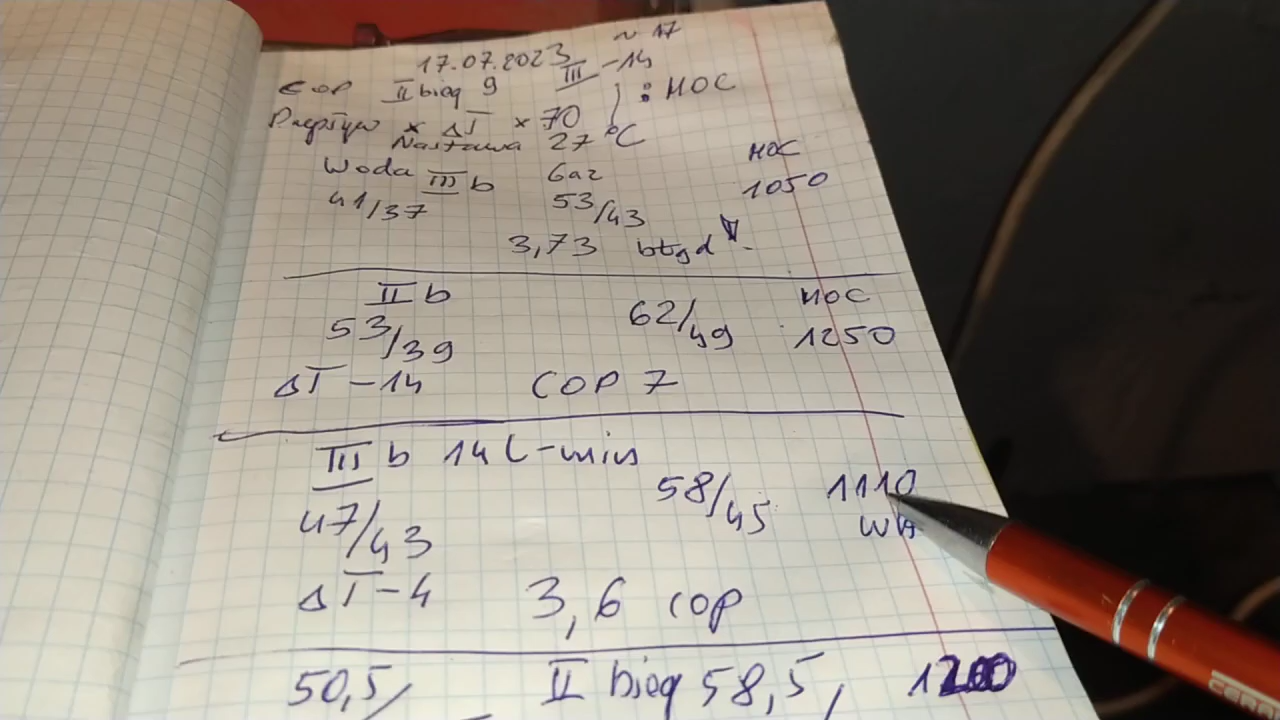 ~ 17
17.07.2023 III -14
COP II bieg 9 : MOC
Przepływ x ΔT x 70
Nastawa 27 °C
Woda III b Gaz MOC
41/37 53/43 1050
3,73 błąd
II b MOC
53/39 62/49 1250
ΔT -14 COP 7
III b 14 L-min
47/43 58/45 1110
Wh
ΔT -4 3,6 COP
50,5/ II bieg 58,5/ 1200